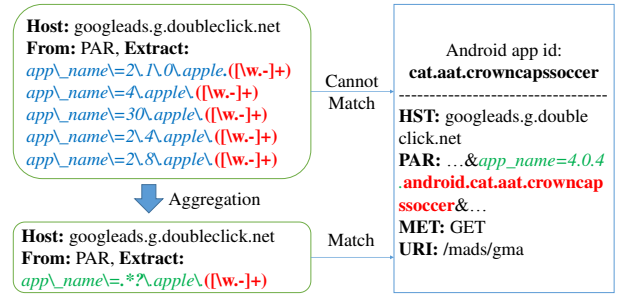 Host: googleads.g.doubleclick.net
From: PAR, Extract:
app\_name\=2\.1\.0\.apple.([\w.-]+)
app\_name\=4\.apple\.([\w.-]+)
app\_name\=30\.apple\.([\w.-]+)
app\_name\=2\.4\.apple\.([\w.-]+)
app\_name\=2\.8\.apple\.([\w.-]+)
Aggregation
Host: googleads.g.doubleclick.net
From: PAR, Extract:
app\_name\=.*?\.apple\.([\w.-]+)
Cannot
Match
Match
Android app id:
cat.aat.crowncapssoccer
HST: googleads.g.double
click.net
PAR: …&app_name=4.0.4
.android.cat.aat.crowncap
ssoccer&…
MET: GET
URI: /mads/gma